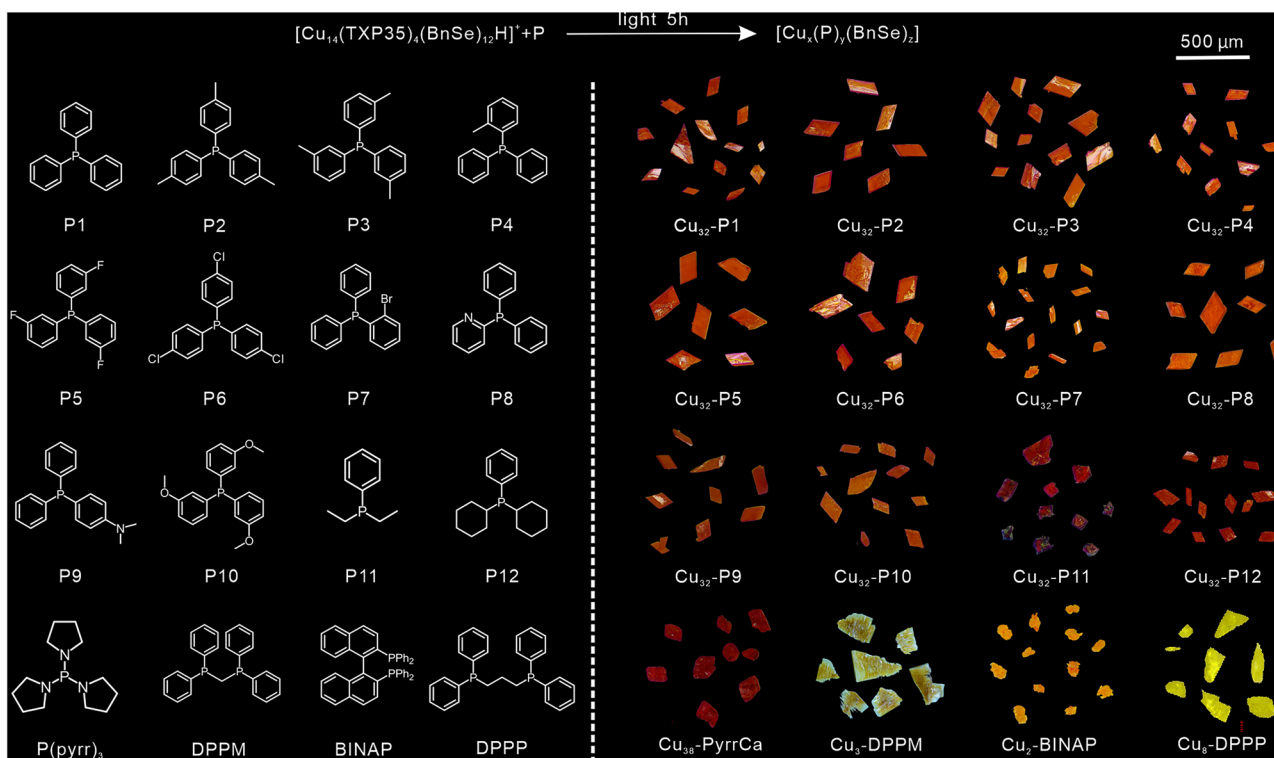 light 5h
[Cu₁₄(TXP35)₄(BnSe)₁₂H]⁺+P
[Cuₓ(P)ᵧ(BnSe)_z]
500 μm
P
P
P
P
P1
P2
P3
P4
Cu₃₂-P1
Cu₃₂-P2
Cu₃₂-P3
Cu₃₂-P4
F
P
F
F
Cl
P
Cl
Cl
Br
P
N
P
P5
P6
P7
P8
Cu₃₂-P5
Cu₃₂-P6
Cu₃₂-P7
Cu₃₂-P8
P
N
O
O
P
O
P
P
P9
P10
P11
P12
Cu₃₂-P9
Cu₃₂-P10
Cu₃₂-P11
Cu₃₂-P12
N
P
N
N
P
P
PPh₂
PPh₂
P
P
P(pyrr)₃
DPPM
BINAP
DPPP
Cu₃₈-PyrrCa
Cu₃-DPPM
Cu₂-BINAP
Cu₈-DPPP